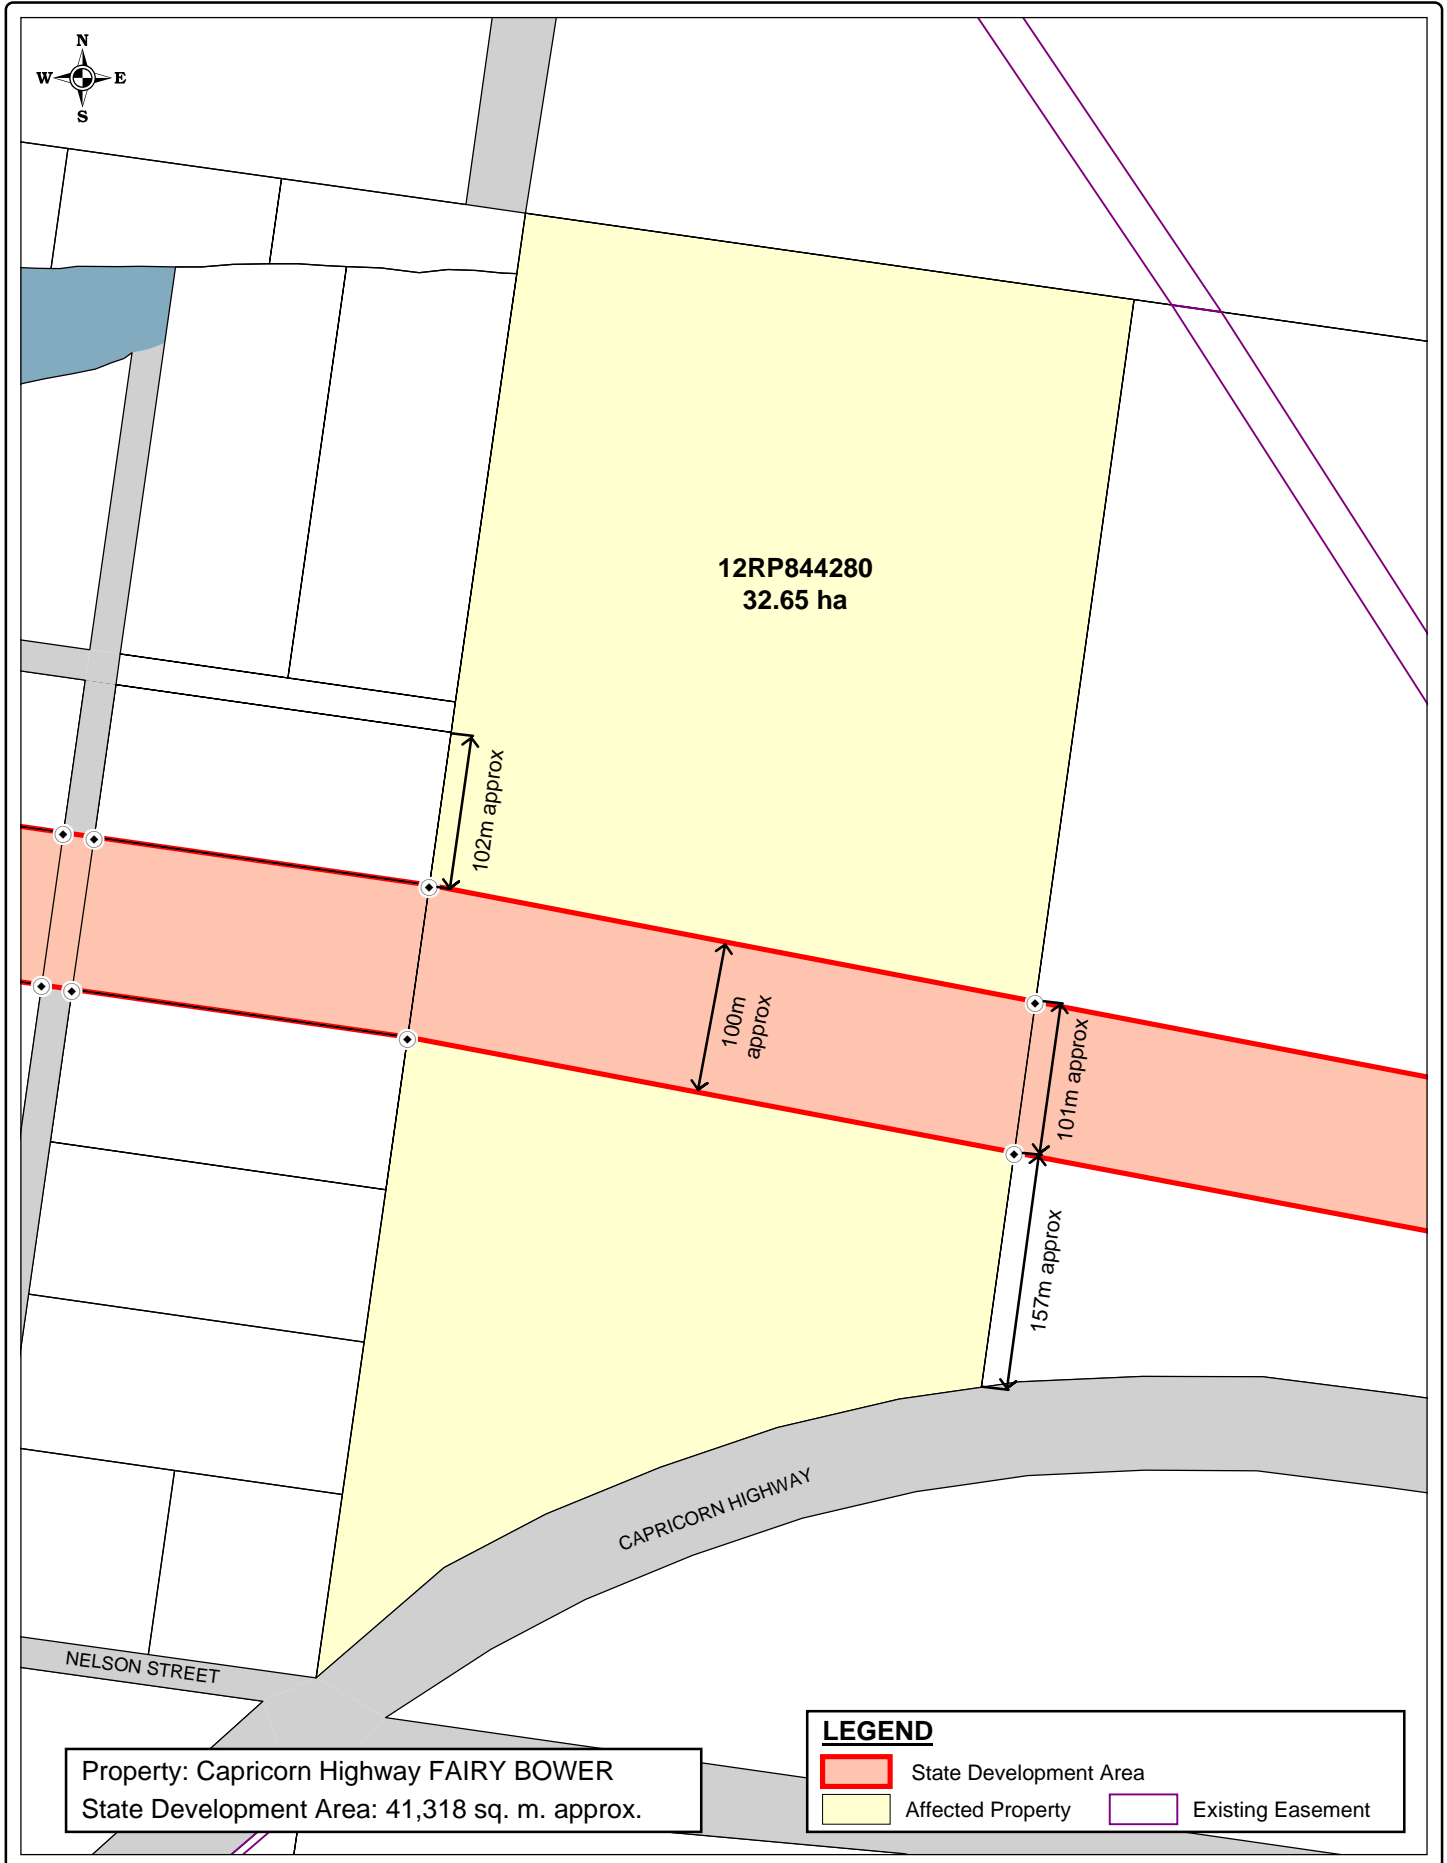 N
W E
S
12RP844280
32.65 ha
102m approx
100m
approx
101m approx
157m approx
CAPRICORN HIGHWAY
NELSON STREET
Property: Capricorn Highway FAIRY BOWER
State Development Area: 41,318 sq. m. approx.
LEGEND
State Development Area
Affected Property Existing Easement